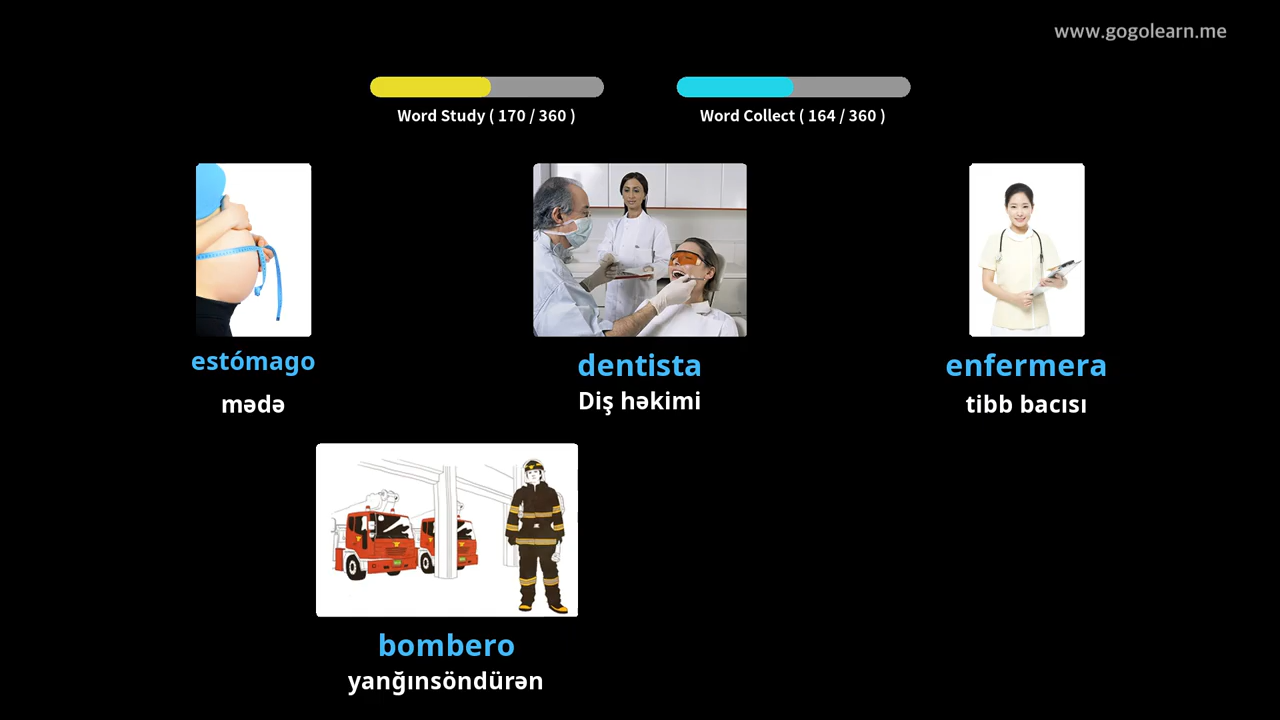 www.gogolearn.me
Word Study ( 170 / 360 )
Word Collect ( 164 / 360 )
estómago
mədə
dentista
Diş həkimi
enfermera
tibb bacısı
bombero
yanğınsöndürən